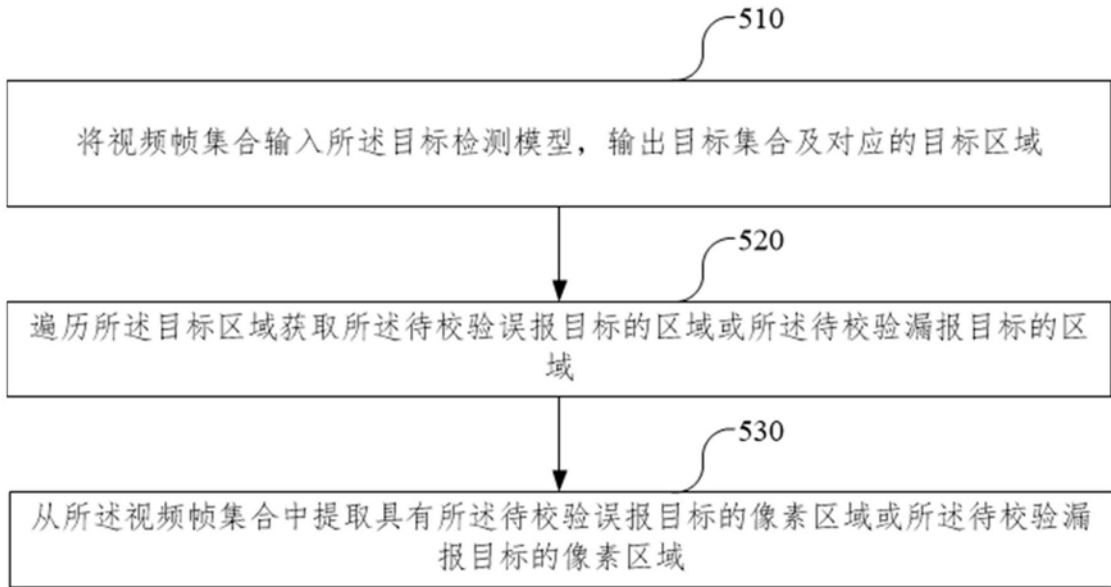 510
将视频帧集合输入所述目标检测模型，输出目标集合及对应的目标区域
520
遍历所述目标区域获取所述待校验误报目标的区域或所述待校验漏报目标的区
域
530
从所述视频帧集合中提取具有所述待校验误报目标的像素区域或所述待校验漏
报目标的像素区域